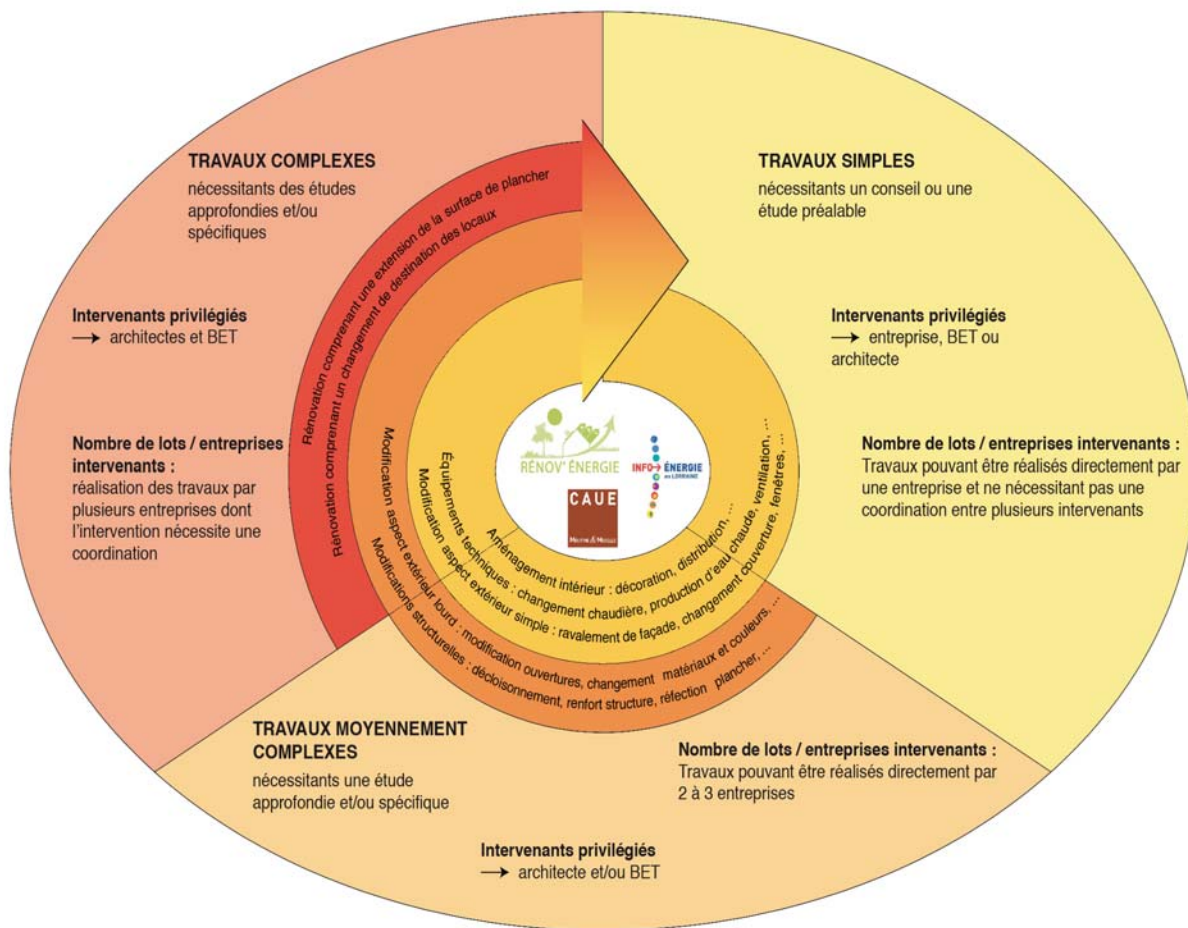 TRAVAUX COMPLEXES
nécessitants des études
approfondies et/ou
spécifiques
Intervenants privilégiés
→ architectes et BET
Nombre de lots / entreprises
intervenants :
réalisation des travaux par
plusieurs entreprises dont
l'intervention nécessite une
coordination
TRAVAUX SIMPLES
nécessitants un conseil ou une
étude préalable
Intervenants privilégiés
→ entreprise, BET ou
architecte
Nombre de lots / entreprises intervenants :
Travaux pouvant être réalisés directement par
une entreprise et ne nécessitant pas une
coordination entre plusieurs intervenants
Rénovation comprenant une extension de la surface de plancher
Rénovation comprenant un changement de destination des locaux
RÉNOV' ÉNERGIE
INFO→ ÉNERGIE
EN LORRAINE
CAUE
MEURTHE & MOSELLE
Aménagement intérieur : décoration, distribution, ...
Équipements techniques : changement chaudière, production d'eau chaude, ventilation, ...
Modification aspect extérieur simple : ravalement de façade, changement couverture, fenêtres, ...
Modification aspect extérieur lourd : modification ouvertures, changement matériaux et couleurs, ...
Modifications structurelles : décloisonnement, renfort structure, réfection plancher, ...
TRAVAUX MOYENNEMENT
COMPLEXES
nécessitants une étude
approfondie et/ou spécifique
Nombre de lots / entreprises intervenants :
Travaux pouvant être réalisés directement par
2 à 3 entreprises
Intervenants privilégiés
→ architecte et/ou BET